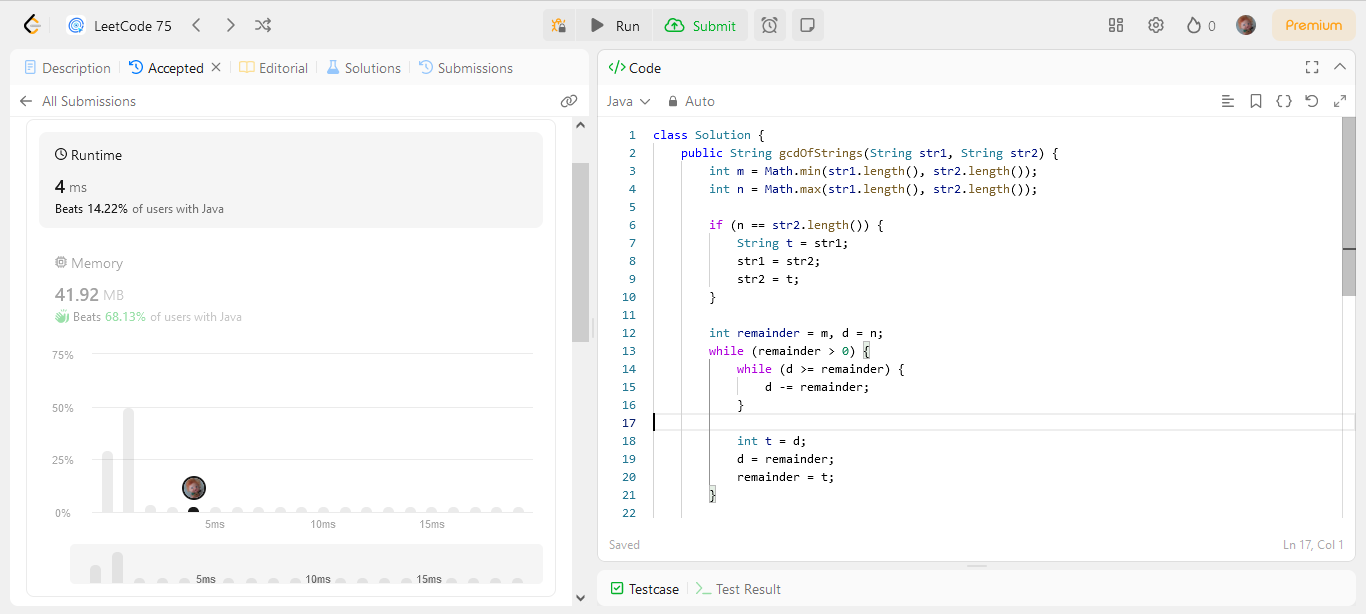 LeetCode 75
Run
Submit
0
Premium
Description
Accepted
Editorial
Solutions
Submissions
All Submissions
Runtime
4 ms
Beats 14.22% of users with Java
Memory
41.92 MB
Beats 68.13% of users with Java
75%
50%
25%
0%
5ms 10ms 15ms
5ms 10ms 15ms
</> Code
Java
Auto
1 class Solution {
2 public String gcdOfStrings(String str1, String str2) {
3 int m = Math.min(str1.length(), str2.length());
4 int n = Math.max(str1.length(), str2.length());
5
6 if (n == str2.length()) {
7 String t = str1;
8 str1 = str2;
9 str2 = t;
10 }
11
12 int remainder = m, d = n;
13 while (remainder > 0) {
14 while (d >= remainder) {
15 d -= remainder;
16 }
17
18 int t = d;
19 d = remainder;
20 remainder = t;
21 }
22
Saved
Ln 17, Col 1
Testcase
Test Result